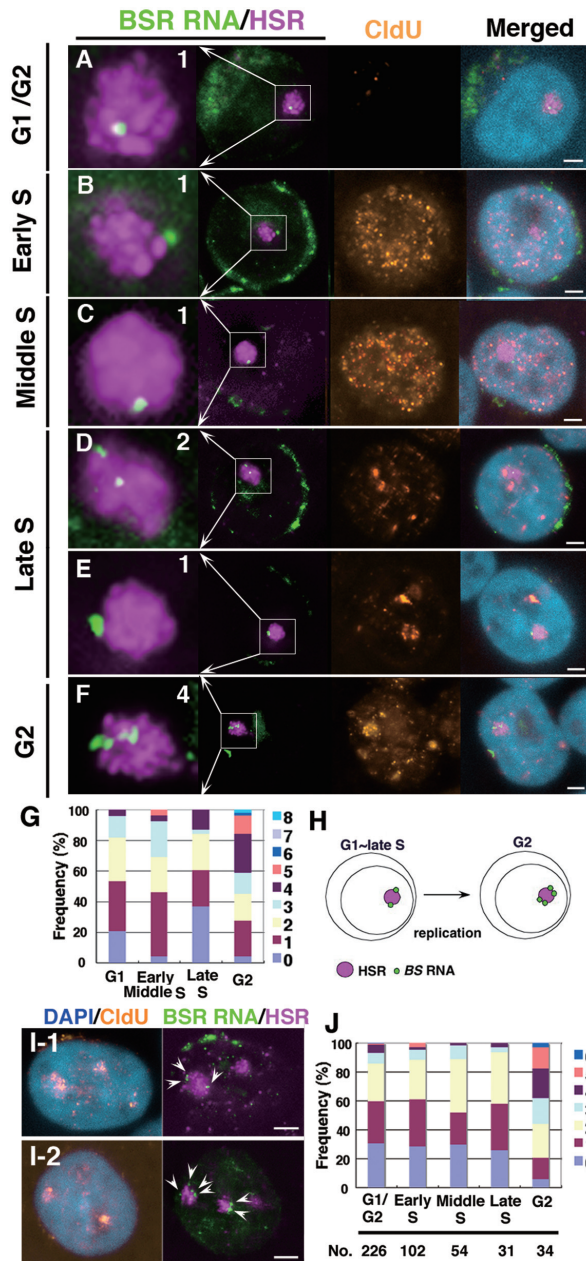 BSR RNA/HSR CldU Merged
G1 /G2
A 1
Early S
B 1
Middle S
C 1
Late S
D 2
E 1
G2
F 4
G
Frequency (%)
100
80
60
40
20
0
G1 Early Middle S Late S G2
8
7
6
5
4
3
2
1
0
H
G1~late S G2
replication
HSR BS RNA
DAPI/CldU BSR RNA/HSR
I-1
I-2
J
Frequency (%)
100
80
60
40
20
0
G1/G2 Early S Middle S Late S G2
No. 226 102 54 31 34